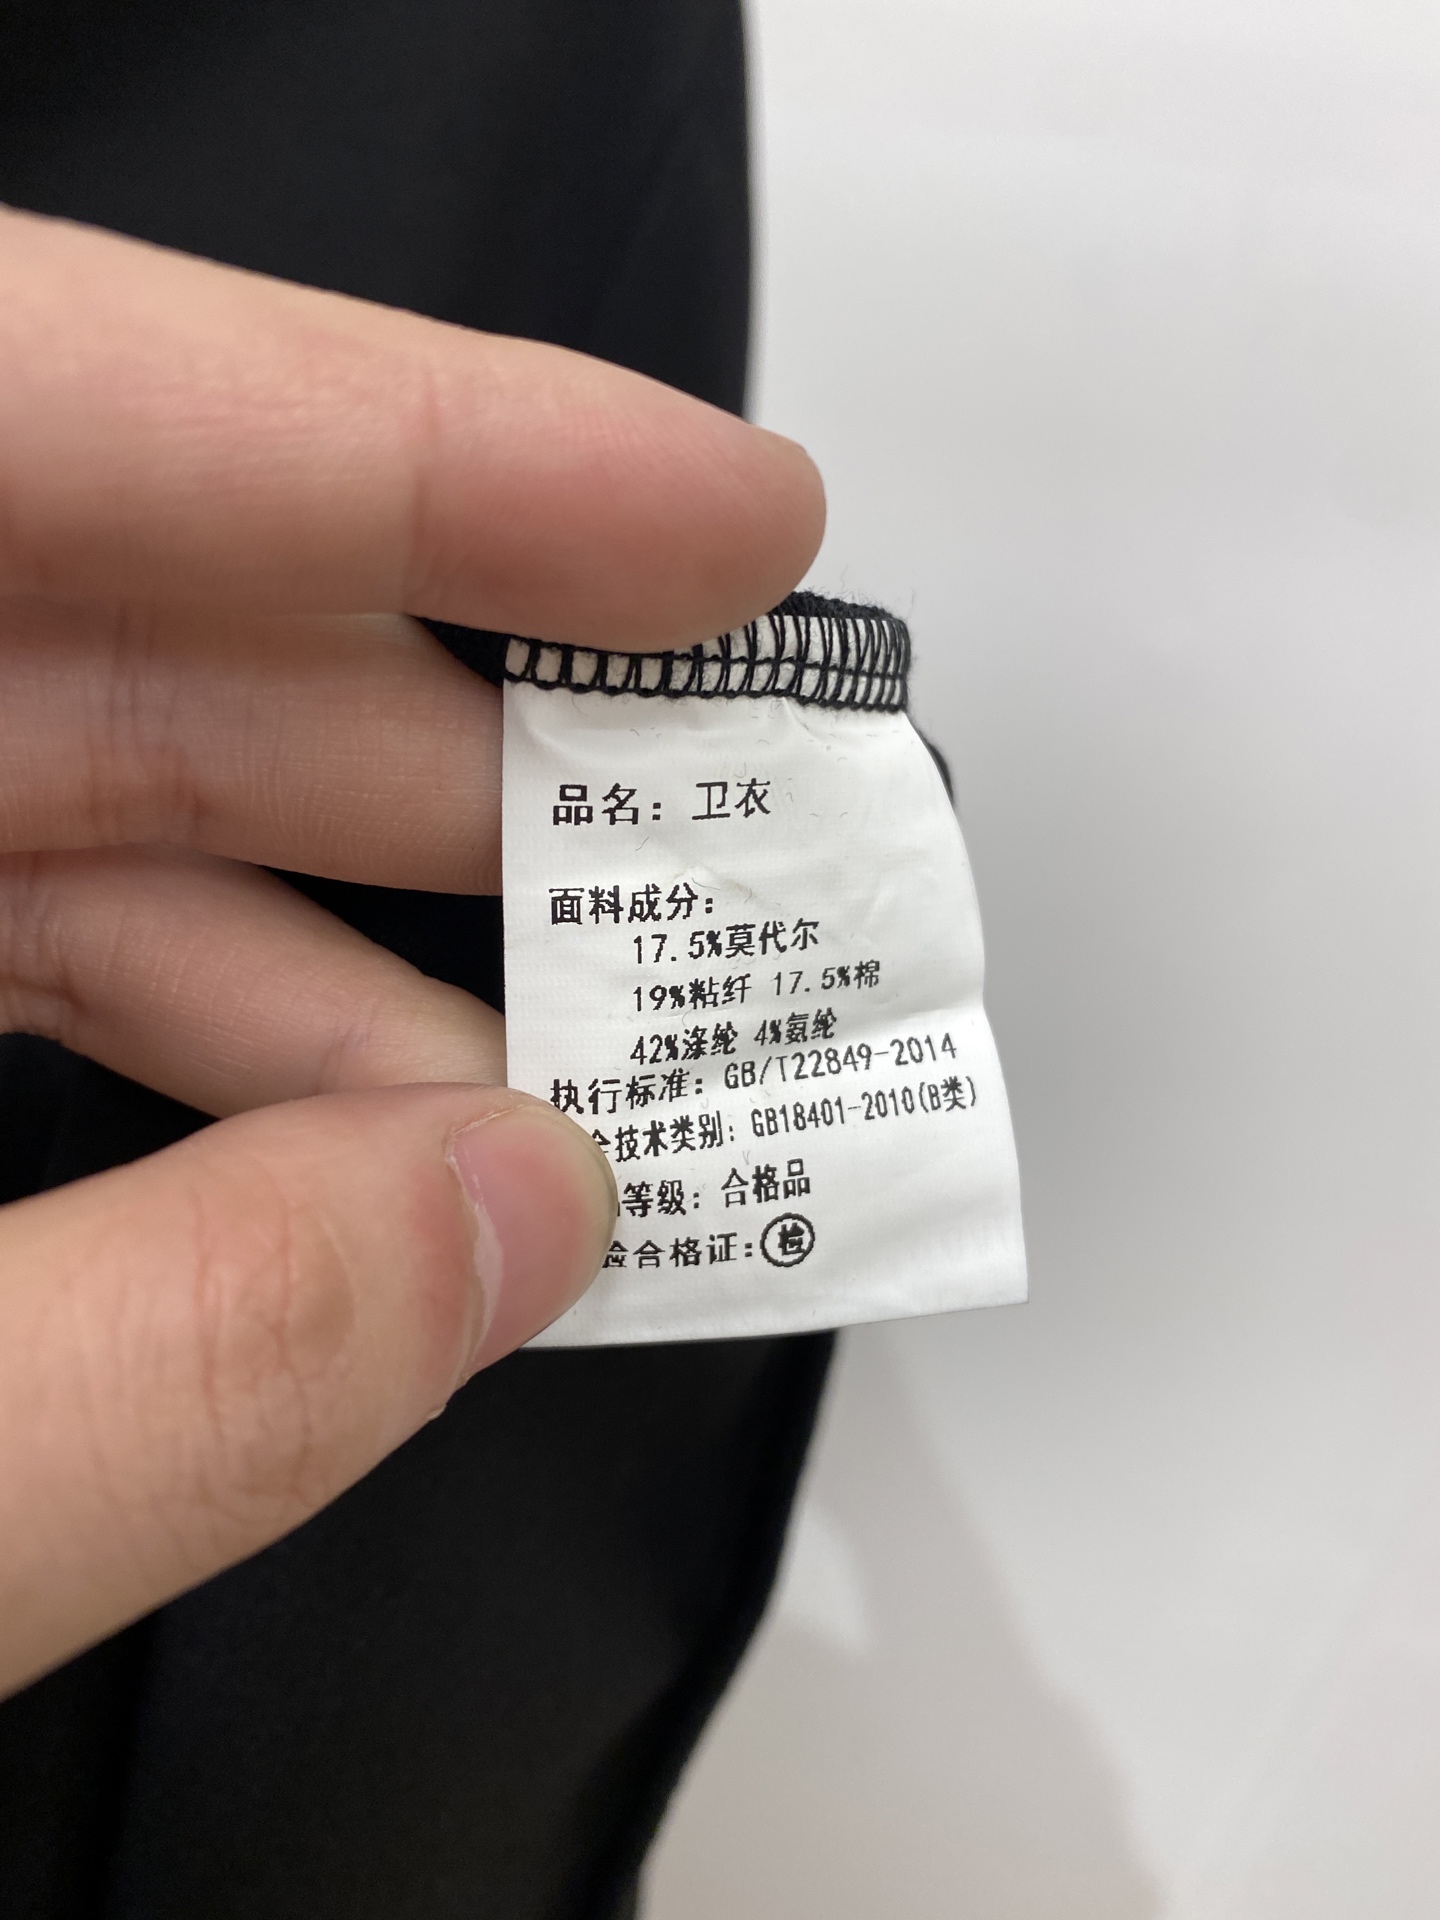 品名：卫衣
面料成分：
17.5%莫代尔
19%粘纤 17.5%棉
42%涤纶 4%氨纶
执行标准：GB/T22849-2014
全技术类别：GB18401-2010(B类)
等级：合格品
检合格证：检